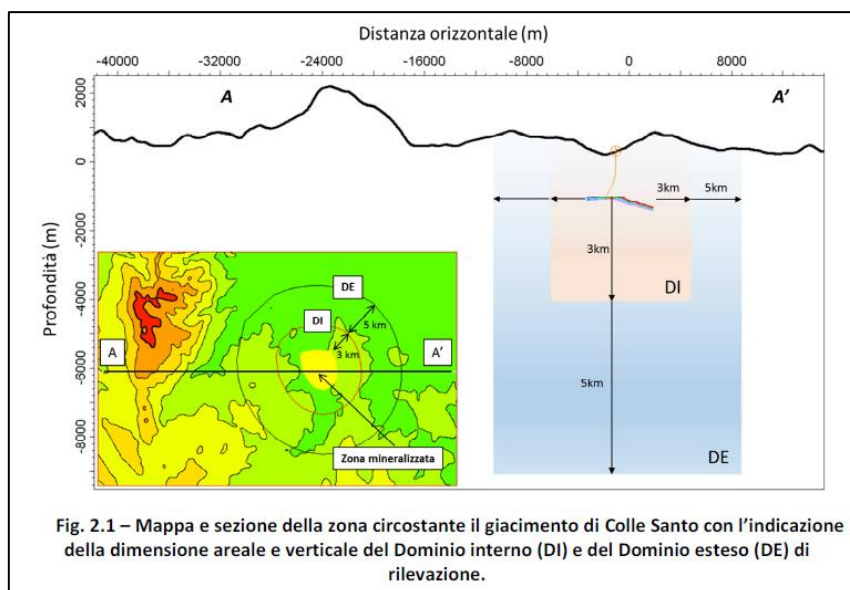 Distanza orizzontale (m)
-40000 -32000 -24000 -16000 -8000 0 8000
A A'
Profondità (m)
2000
0
-2000
-4000
-6000
-8000
3km 5km
3km
DI
5km
DE
DE
DI
5 km
3 km
A A'
Zona mineralizzata
Fig. 2.1 – Mappa e sezione della zona circostante il giacimento di Colle Santo con l'indicazione
della dimensione areale e verticale del Dominio interno (DI) e del Dominio esteso (DE) di
rilevazione.